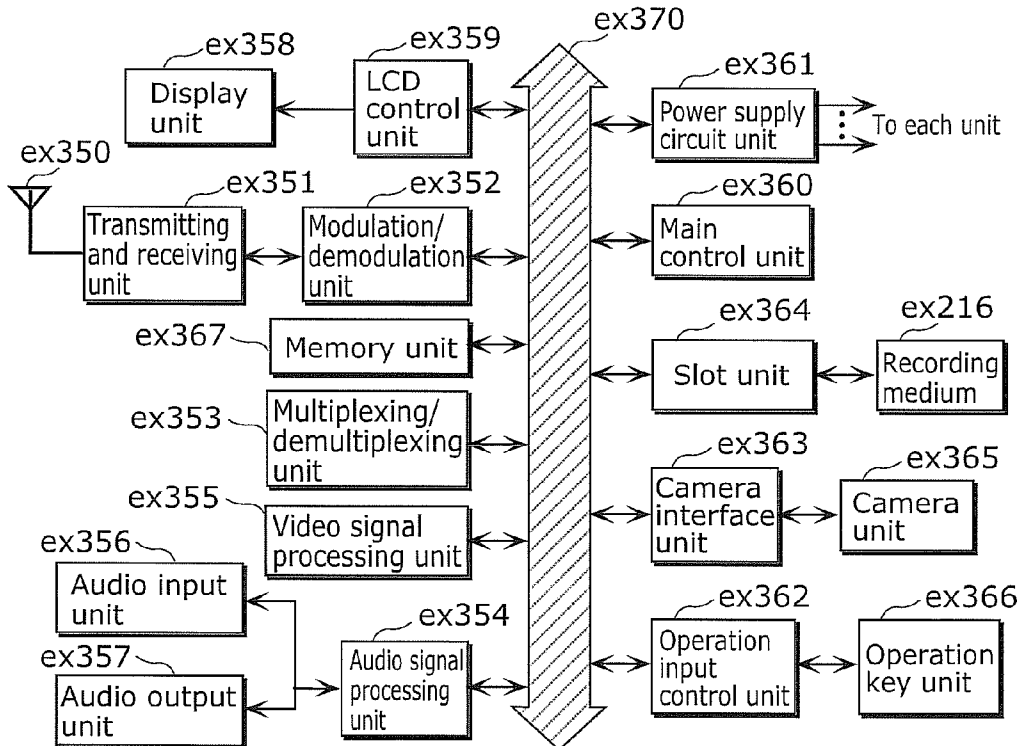 ex370
ex358
ex359
ex361
Display
unit
LCD
control
unit
Power supply
circuit unit
To each unit
ex350
ex351
ex352
ex360
Transmitting
and receiving
unit
Modulation/
demodulation
unit
Main
control unit
ex367
Memory unit
ex364
ex216
Slot unit
Recording
medium
ex353
Multiplexing/
demultiplexing
unit
ex363
ex365
Camera
interface
unit
Camera
unit
ex355
Video signal
processing unit
ex356
Audio input
unit
ex354
ex362
ex366
ex357
Audio output
unit
Audio signal
processing
unit
Operation
input
control unit
Operation
key unit